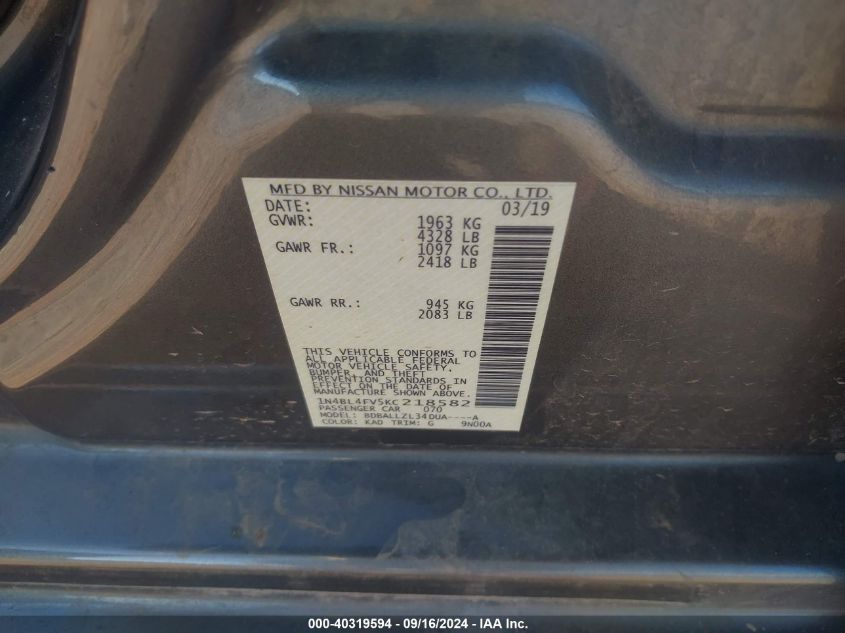 MFD BY NISSAN MOTOR CO., LTD.
DATE: 03/19
GVWR: 1963 KG
4328 LB
GAWR FR.: 1097 KG
2418 LB
GAWR RR.: 945 KG
2083 LB
THIS VEHICLE CONFORMS TO
ALL APPLICABLE FEDERAL
MOTOR VEHICLE SAFETY,
BUMPER, AND THEFT
PREVENTION STANDARDS IN
EFFECT ON THE DATE OF
MANUFACTURE SHOWN ABOVE.
1N4BL4FV5KC218582
PASSENGER CAR 070
MODEL: BDBALLZL34DUA----A
COLOR: KAD TRIM: G 9N00A
000-40319594 - 09/16/2024 - IAA Inc.